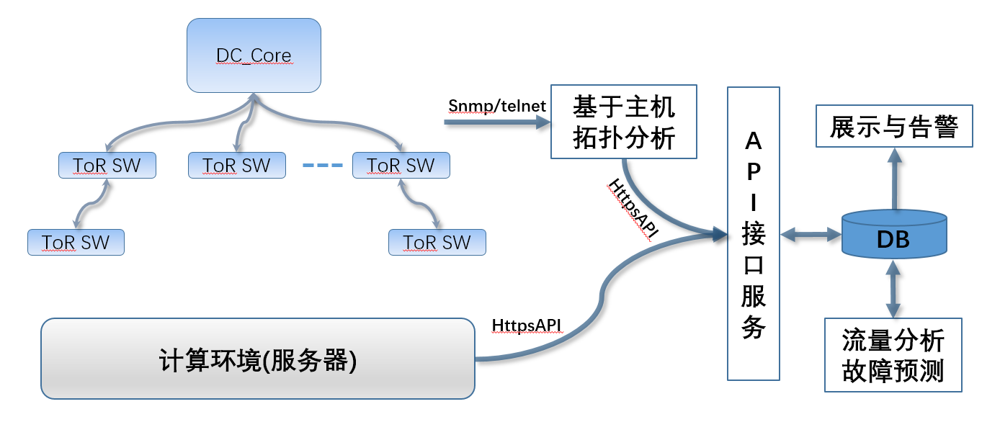 DC_Core
ToR SW
ToR SW
ToR SW
ToR SW
ToR SW
Snmp/telnet
基于主机
拓扑分析
HttpsAPI
计算环境(服务器)
HttpsAPI
A
P
I
接
口
服
务
展示与告警
DB
流量分析
故障预测